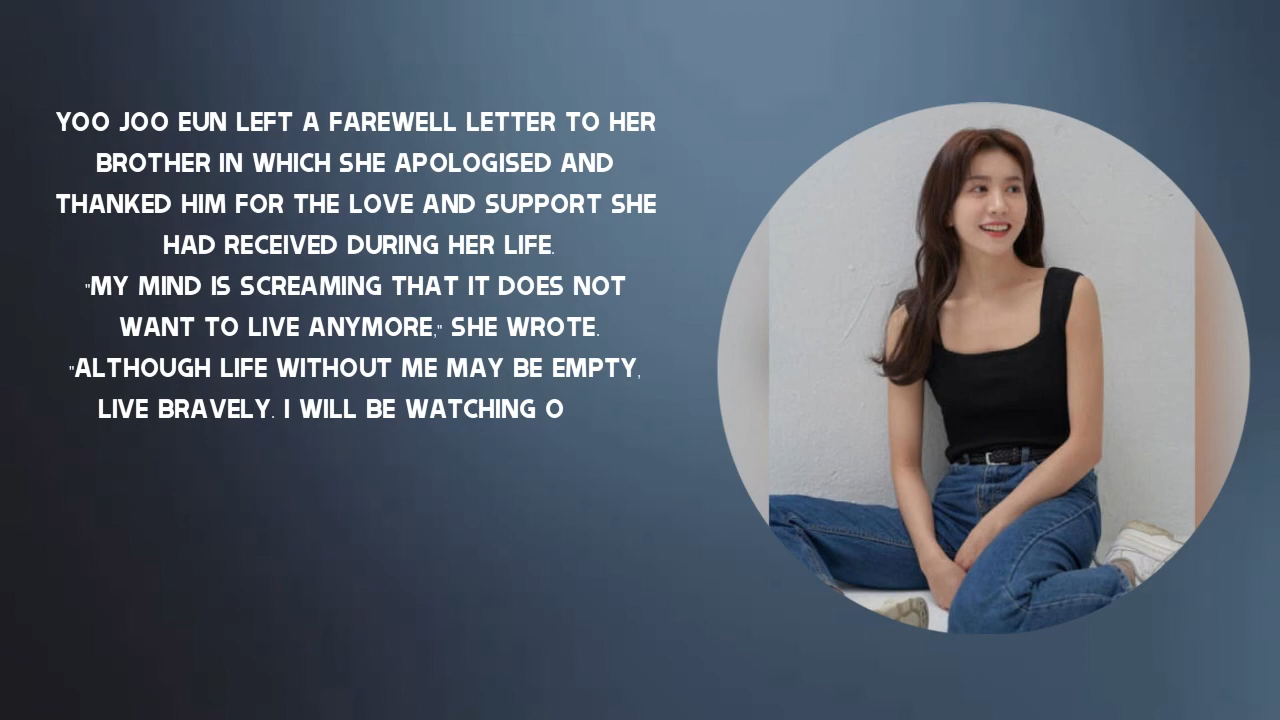 YOO JOO EUN LEFT A FAREWELL LETTER TO HER
BROTHER IN WHICH SHE APOLOGISED AND
THANKED HIM FOR THE LOVE AND SUPPORT SHE
HAD RECEIVED DURING HER LIFE.
"MY MIND IS SCREAMING THAT IT DOES NOT
WANT TO LIVE ANYMORE," SHE WROTE.
"ALTHOUGH LIFE WITHOUT ME MAY BE EMPTY,
LIVE BRAVELY. I WILL BE WATCHING O